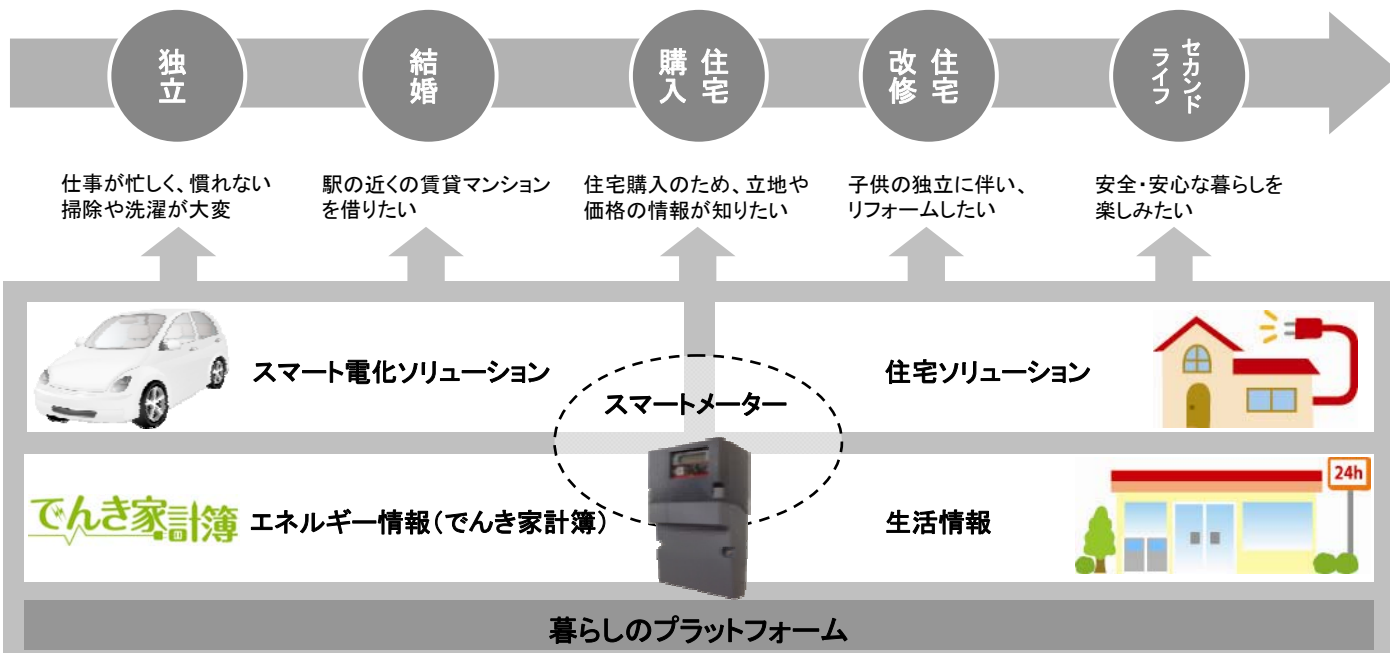 独立
結婚
住宅
購入
住宅
改修
セカンド
ライフ
仕事が忙しく、慣れない
掃除や洗濯が大変
駅の近くの賃貸マンション
を借りたい
住宅購入のため、立地や
価格の情報が知りたい
子供の独立に伴い、
リフォームしたい
安全・安心な暮らしを
楽しみたい
スマート電化ソリューション
住宅ソリューション
スマートメーター
でんき家計簿
エネルギー情報（でんき家計簿）
生活情報
24h
暮らしのプラットフォーム